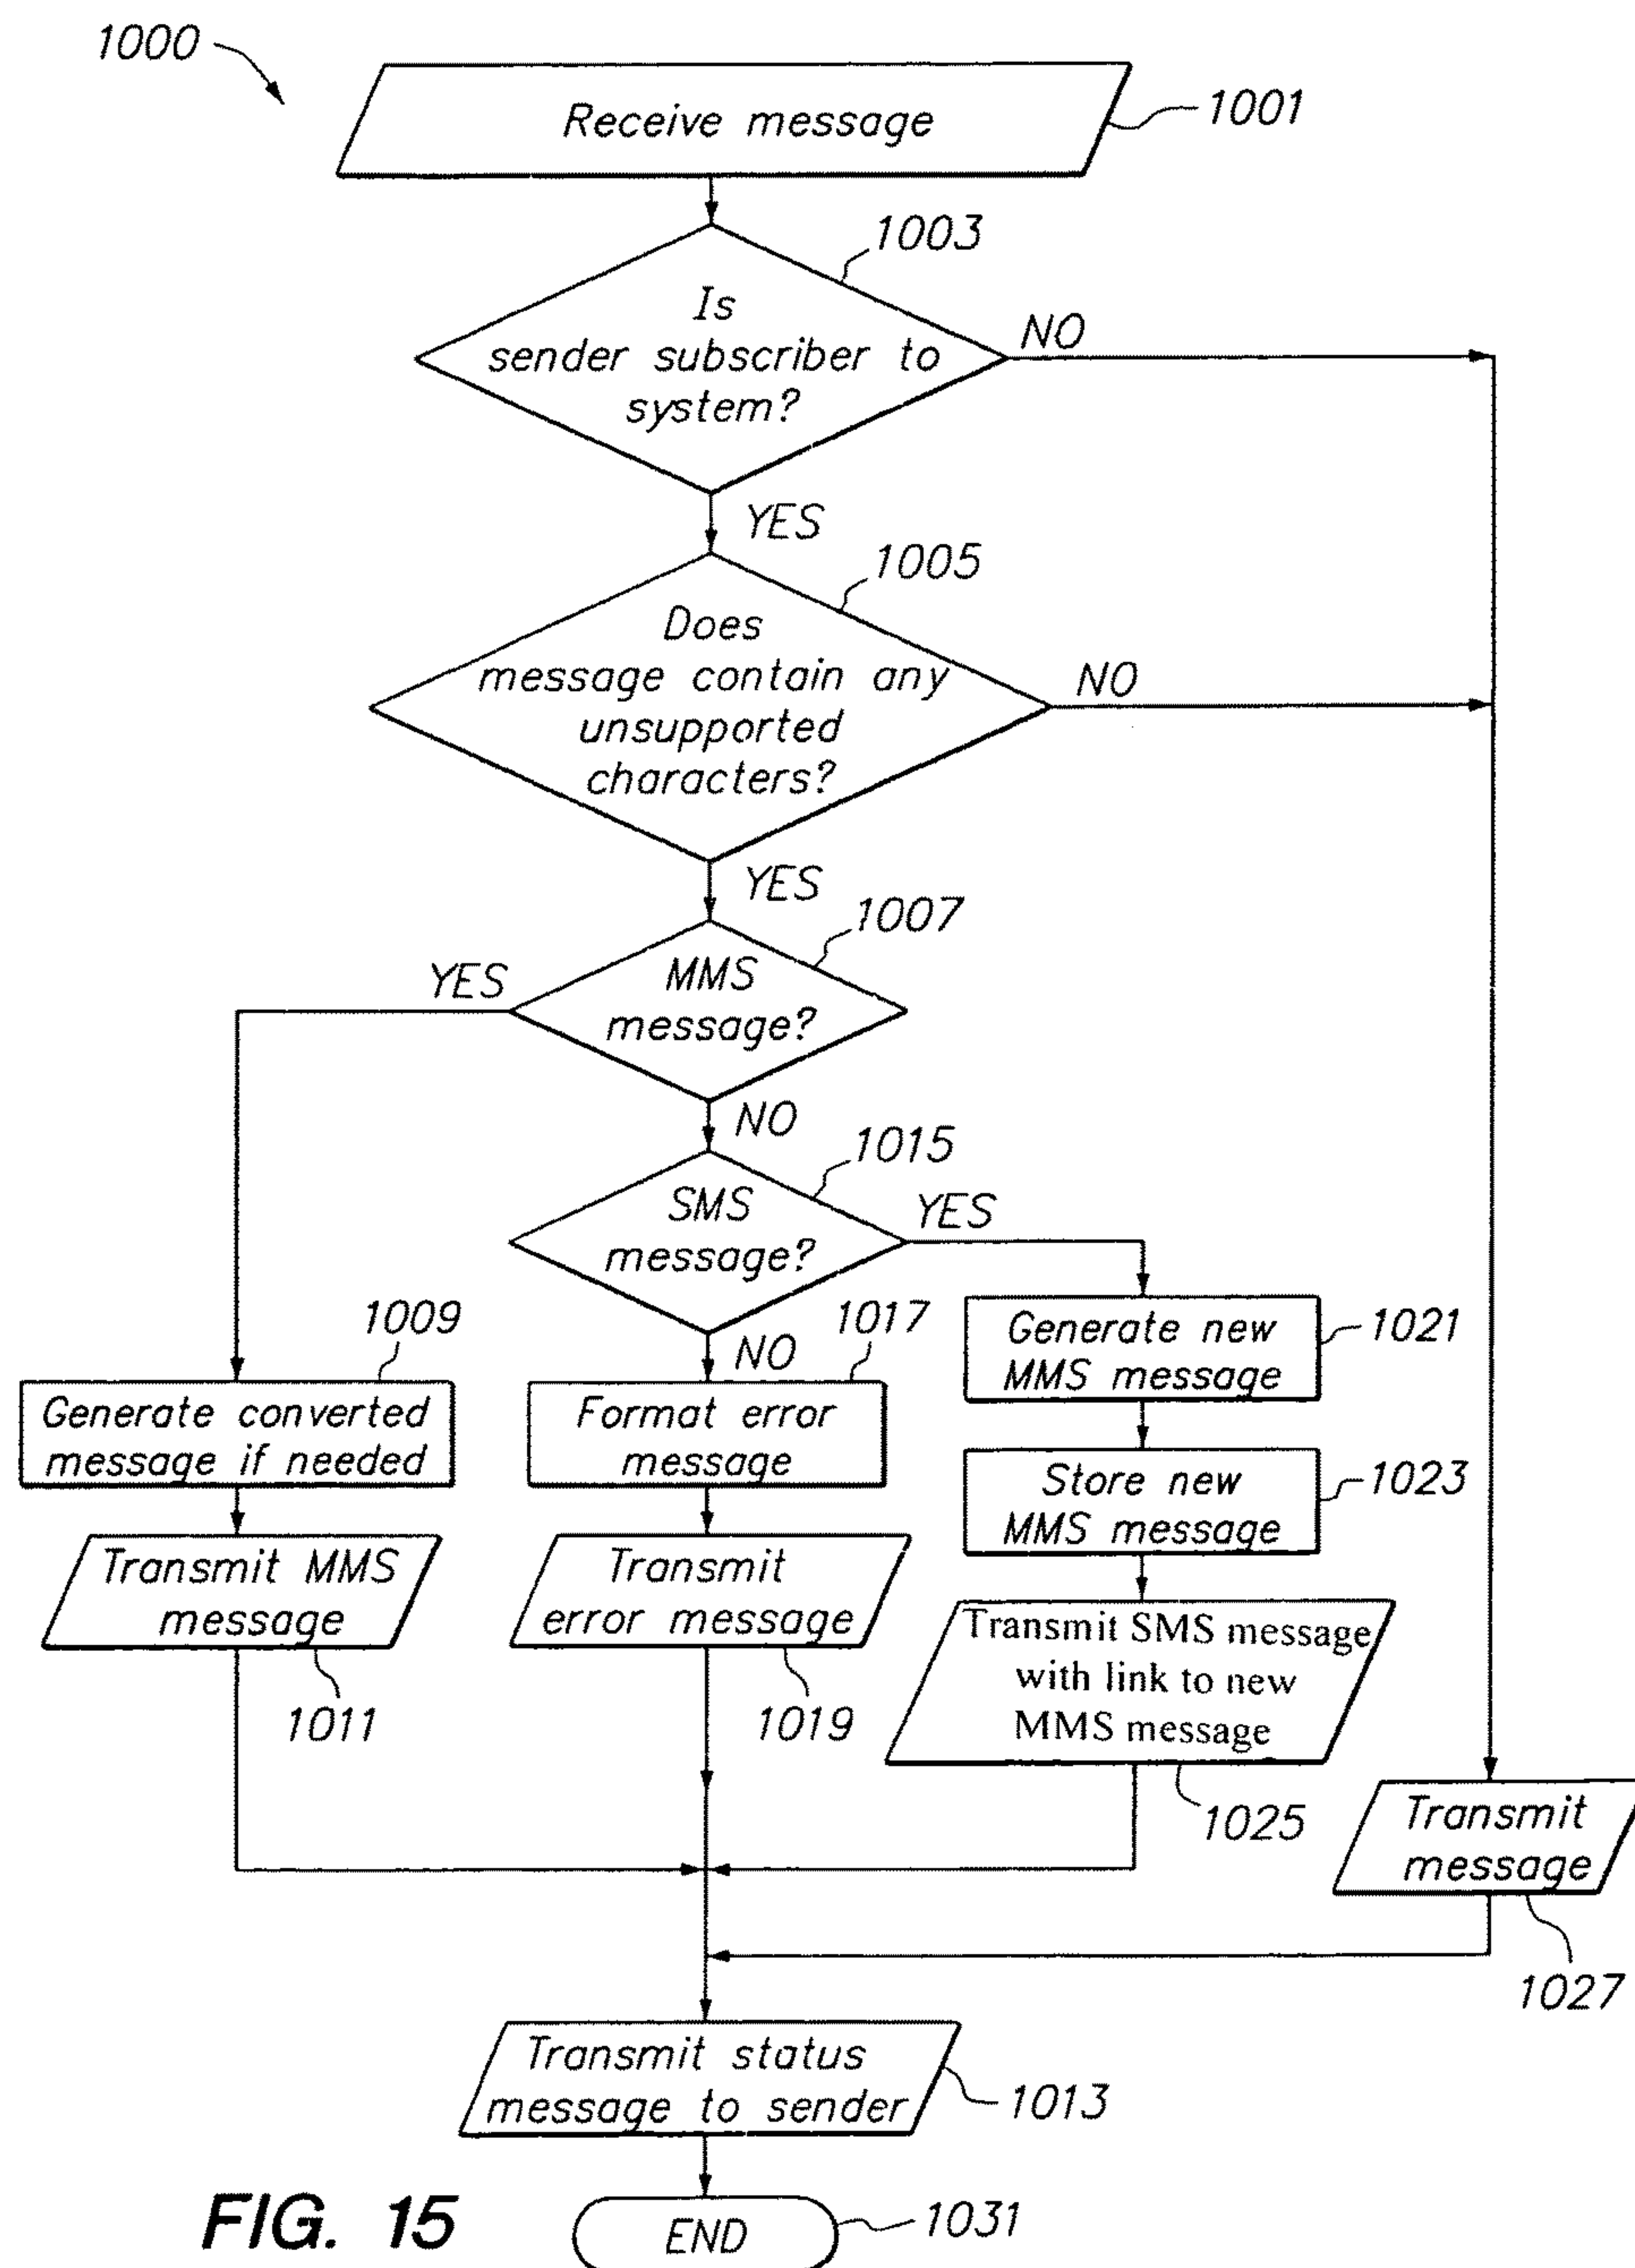 1000
Receive message
1001
1003
Is
sender subscriber to
system?
NO
YES
1005
Does
message contain any
unsupported
characters?
NO
YES
1007
MMS
message?
YES
NO
1015
SMS
message?
YES
NO
1009
Generate converted
message if needed
1017
Format error
message
Generate new
MMS message
1021
Store new
MMS message
1023
Transmit MMS
message
1011
Transmit
error message
1019
Transmit SMS message
with link to new
MMS message
1025
Transmit
message
1027
Transmit status
message to sender
1013
FIG. 15
END
1031